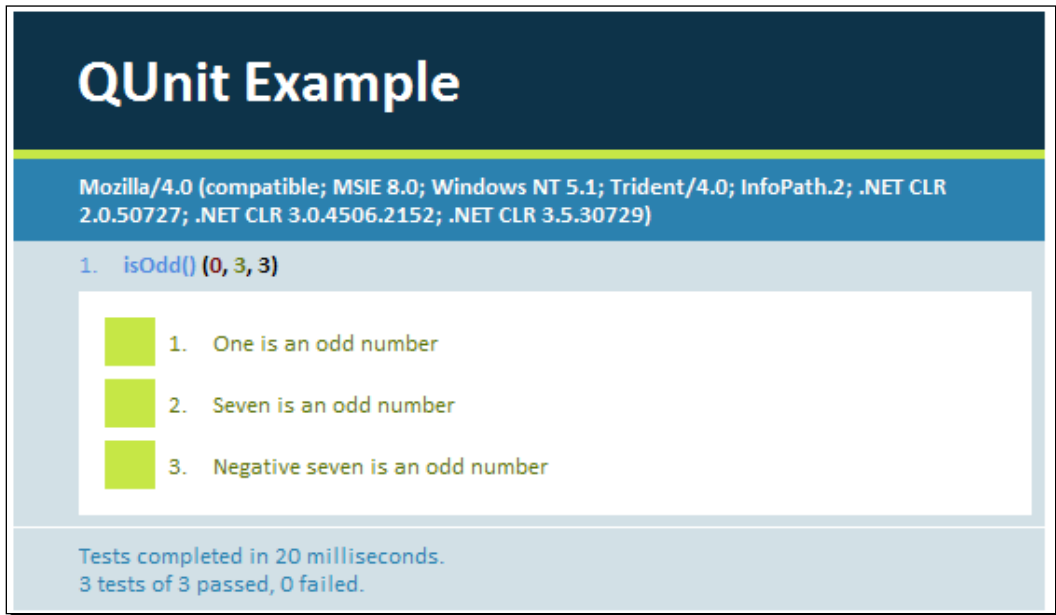 QUnit Example
Mozilla/4.0 (compatible; MSIE 8.0; Windows NT 5.1; Trident/4.0; InfoPath.2; .NET CLR
2.0.50727; .NET CLR 3.0.4506.2152; .NET CLR 3.5.30729)
1. isOdd() (0, 3, 3)
1. One is an odd number
2. Seven is an odd number
3. Negative seven is an odd number
Tests completed in 20 milliseconds.
3 tests of 3 passed, 0 failed.